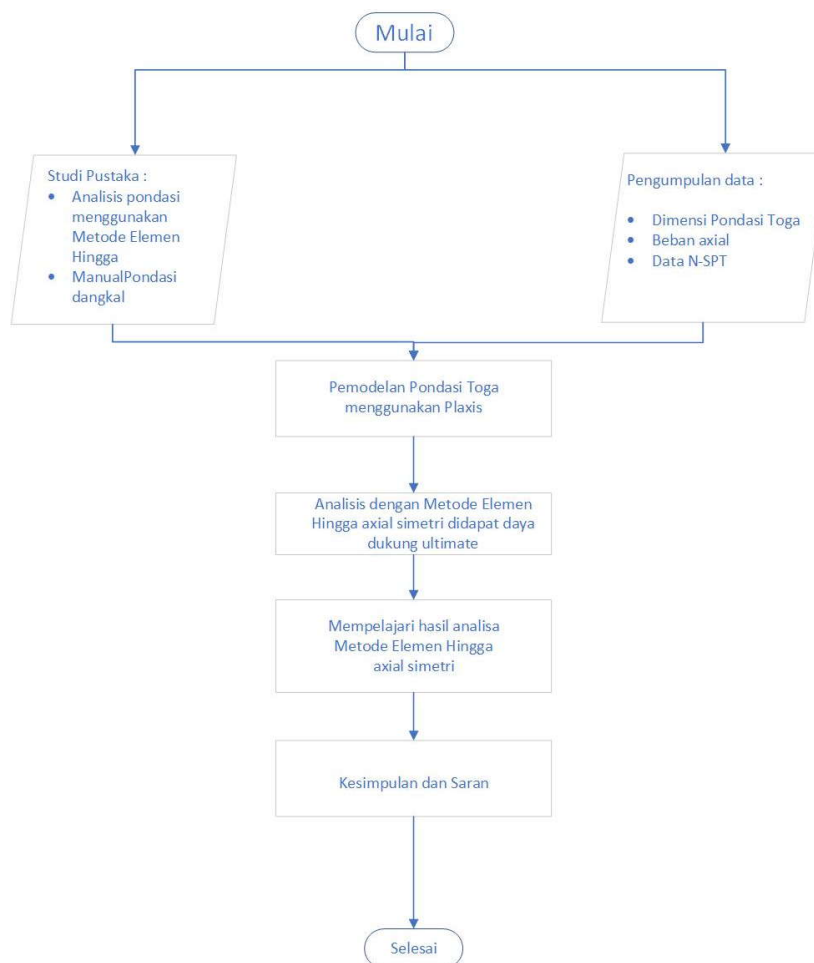 Mulai
Studi Pustaka :
• Analisis pondasi
menggunakan
Metode Elemen
Hingga
• ManualPondasi
dangkal
Pengumpulan data :
• Dimensi Pondasi Toga
• Beban axial
• Data N-SPT
Pemodelan Pondasi Toga
menggunakan Plaxis
Analisis dengan Metode Elemen
Hingga axial simetri didapat daya
dukung ultimate
Mempelajari hasil analisa
Metode Elemen Hingga
axial simetri
Kesimpulan dan Saran
Selesai